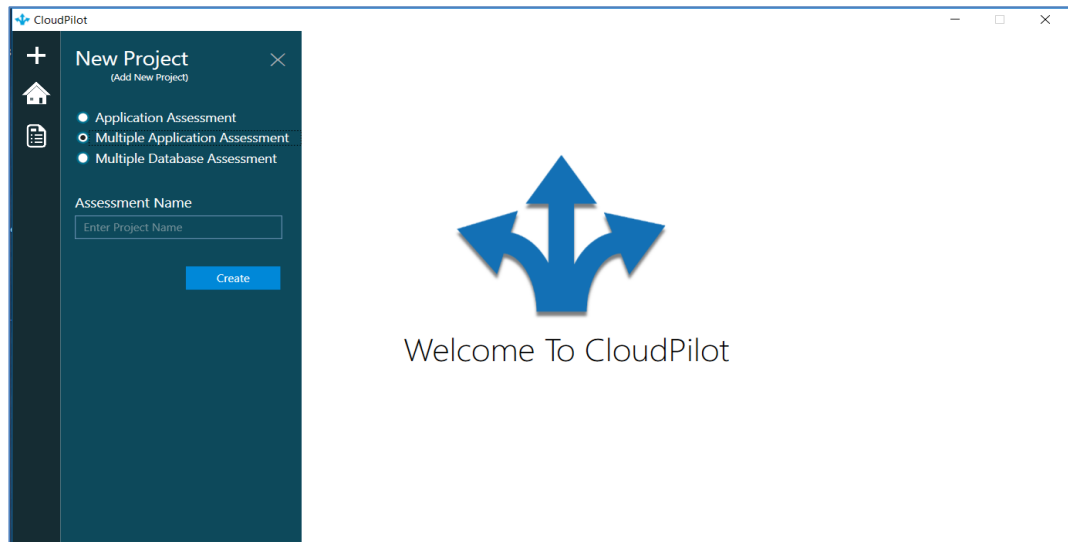 CloudPilot
New Project
(Add New Project)
Application Assessment
Multiple Application Assessment
Multiple Database Assessment
Assessment Name
Enter Project Name
Create
Welcome To CloudPilot